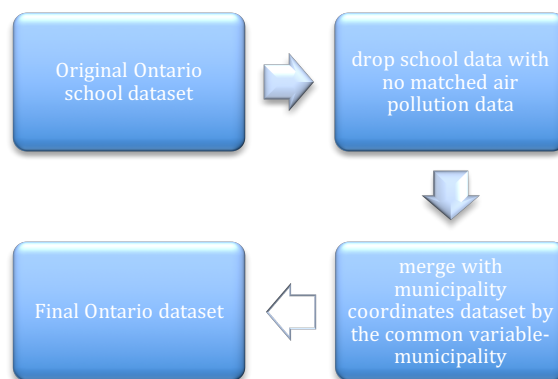 Original Ontario
school dataset
drop school data with
no matched air
pollution data
merge with
municipality
coordinates dataset by
the common variable-
municipality
Final Ontario dataset